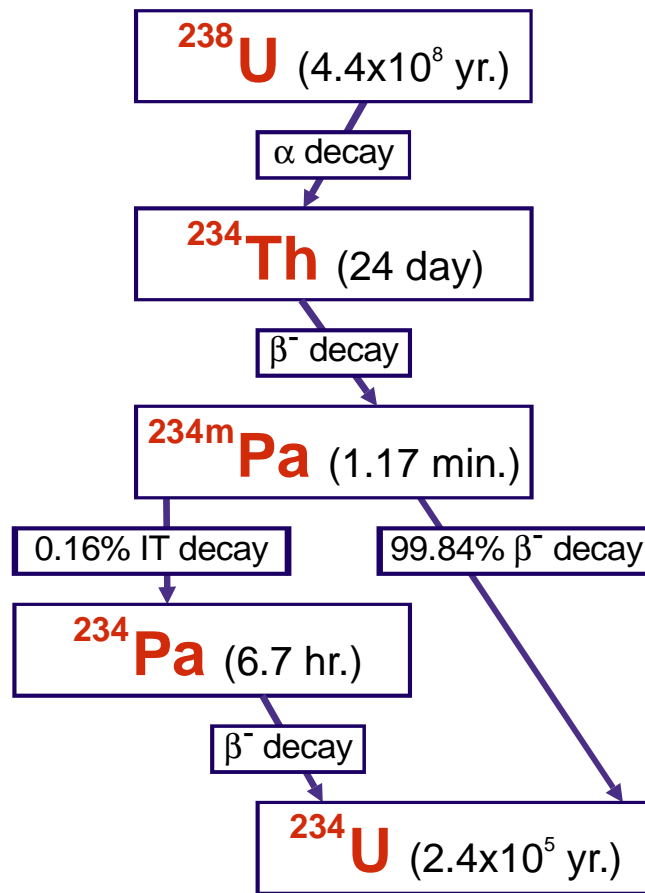 ²³⁸U (4.4x10⁸ yr.)
α decay
²³⁴Th (24 day)
β⁻ decay
²³⁴ᵐPa (1.17 min.)
0.16% IT decay
99.84% β⁻ decay
²³⁴Pa (6.7 hr.)
β⁻ decay
²³⁴U (2.4x10⁵ yr.)